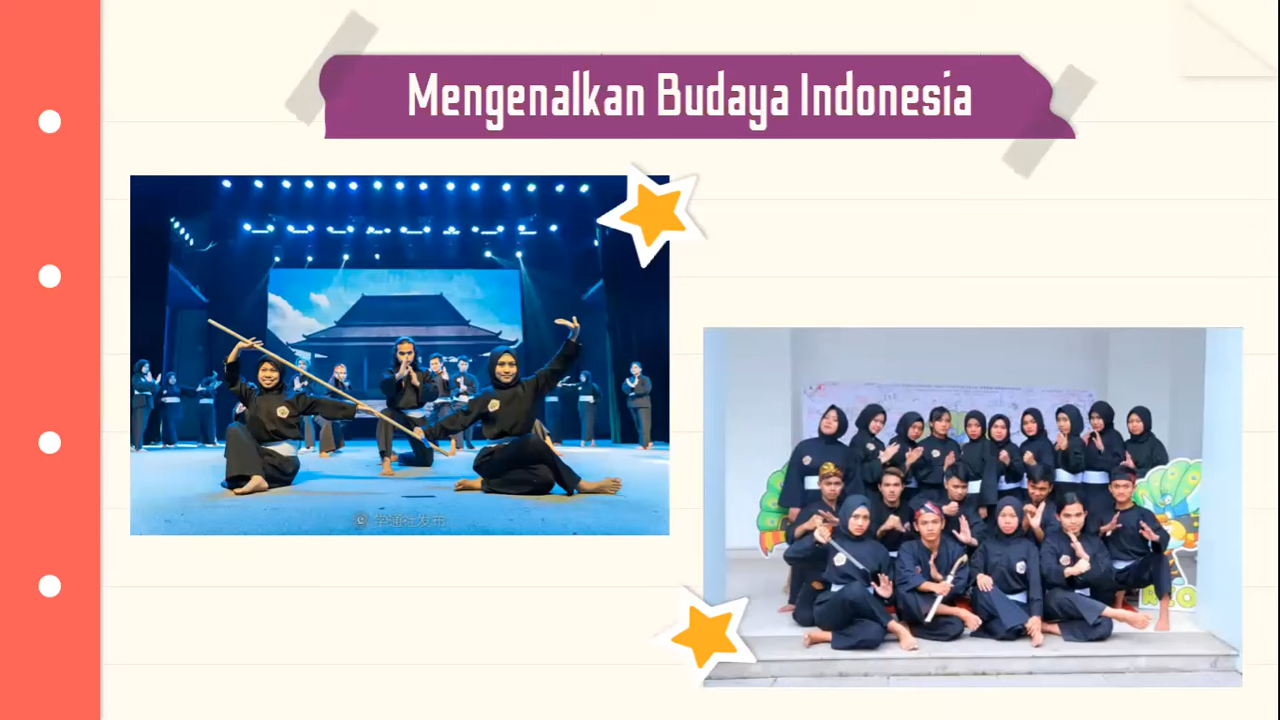 Mengenalkan Budaya Indonesia
学通社发布